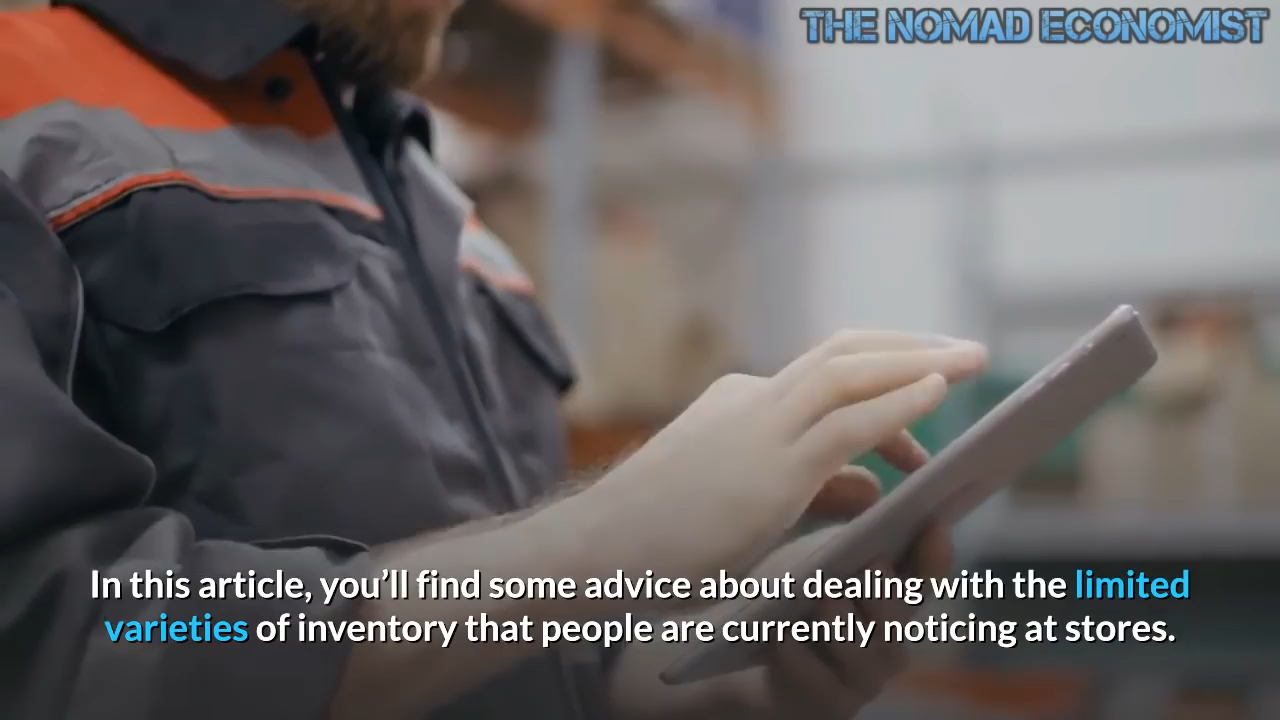 THE NOMAD ECONOMIST
In this article, you’ll find some advice about dealing with the limited
varieties of inventory that people are currently noticing at stores.